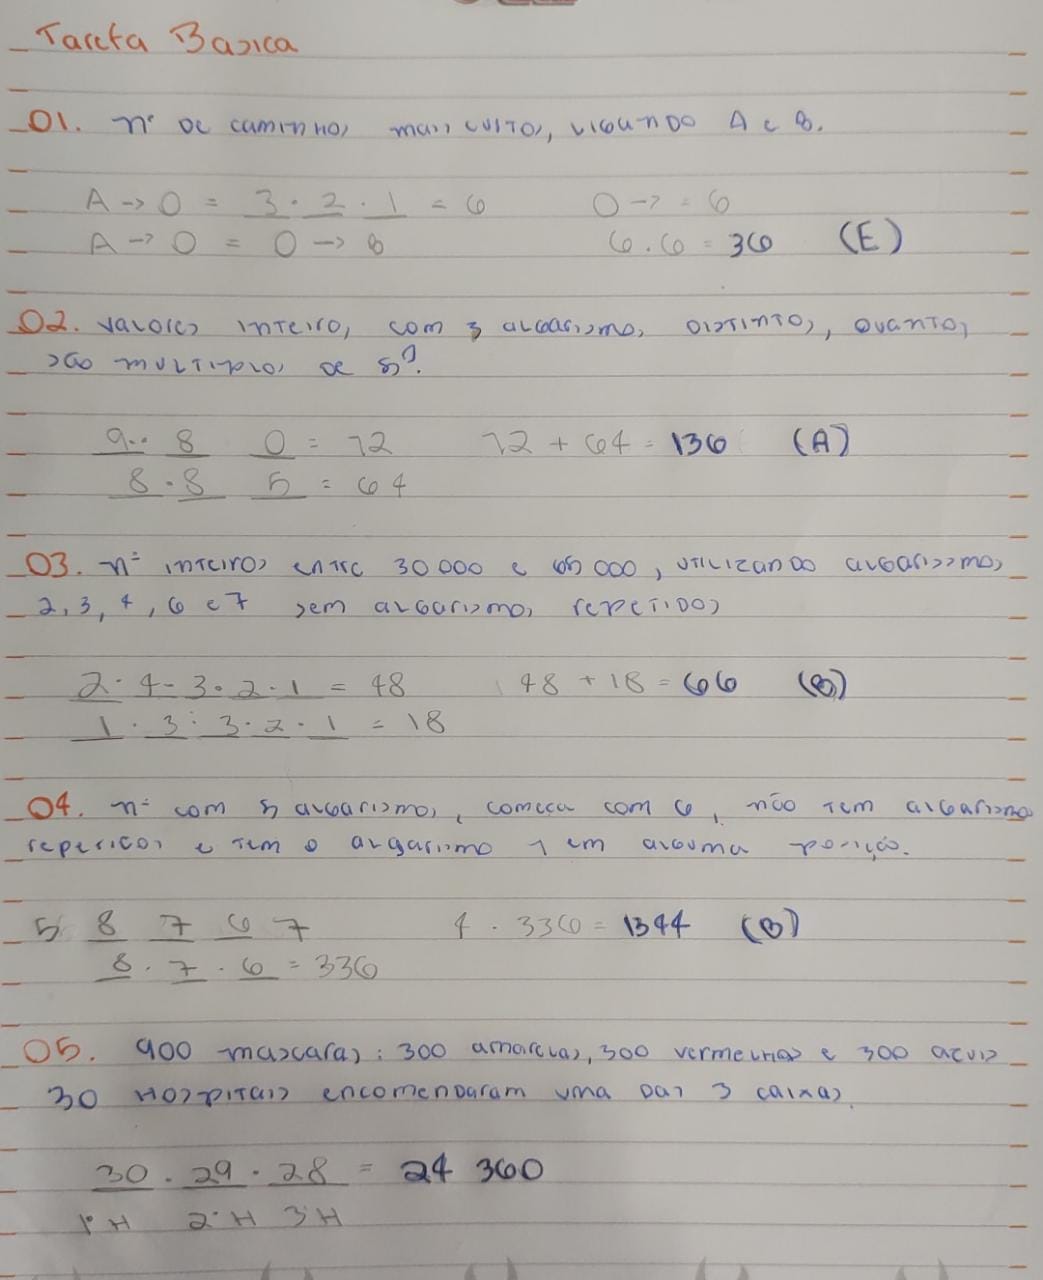 Tarefa Basica
01. nº de caminhos mais curtos, ligando A e B.
A -> O = 3 . 2 . 1 = 6   O -> = 6
A -> O = O -> B   6 . 6 = 36 (E)
02. Valores inteiros, com 3 algarismos, distintos, quantos
são multiplos de 5?
9 . 8 0 = 72   72 + 64 = 136 (A)
8 . 8 5 = 64
03. nº inteiros entre 30 000 e 65 000, utilizando algarismos,
2, 3, 4, 6 e 7 sem algarismos repetidos
2 . 4 . 3 . 2 . 1 = 48   48 + 18 = 66 (B)
1 . 3 . 3 . 2 . 1 = 18
04. nº com 5 algarismos, começa com 6, não tem algarismo
repetidos e tem o algarismo 1 em alguma posição.
5 8 7 6 7   4 . 336 = 1344 (B)
8 . 7 . 6 = 336
05. 900 mascaras: 300 amarelas, 300 vermelhas e 300 azuis
30 Hospitais encomendaram uma das 3 caixas.
30 . 29 . 28 = 24 360
1º H 2º H 3º H